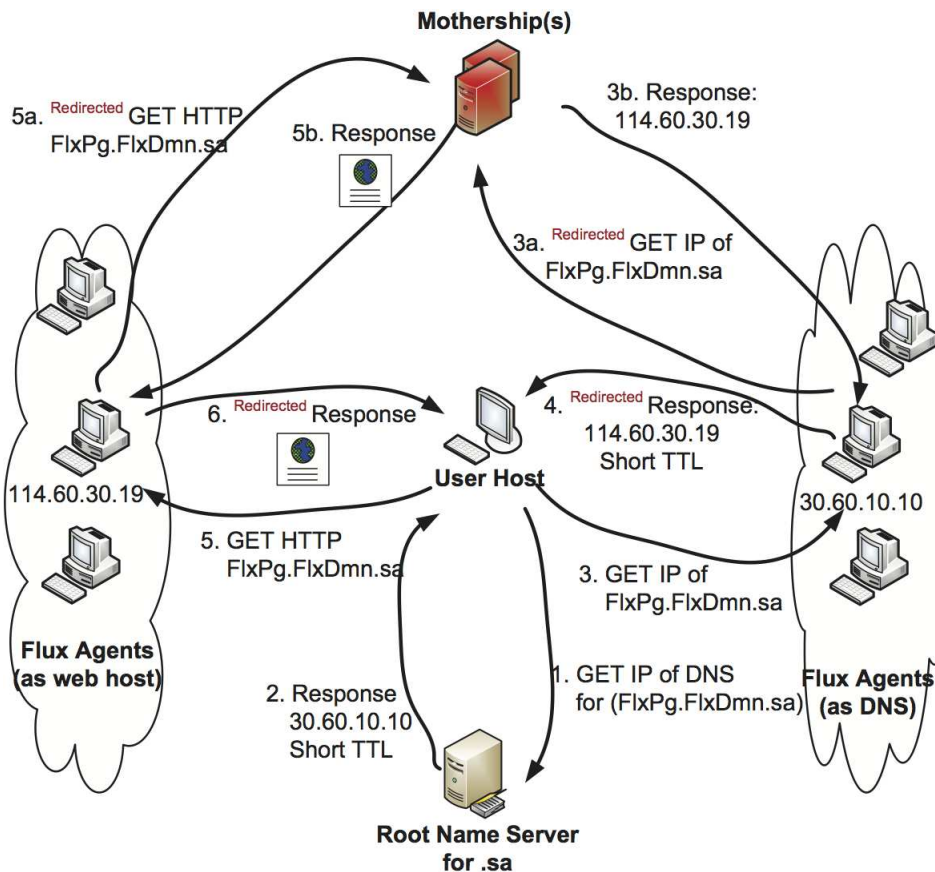 Mothership(s)
5a. Redirected GET HTTP
FlxPg.FlxDmn.sa
5b. Response
3b. Response:
114.60.30.19
3a. Redirected GET IP of
FlxPg.FlxDmn.sa
6. Redirected Response
4. Redirected Response:
114.60.30.19
Short TTL
User Host
114.60.30.19
30.60.10.10
5. GET HTTP
FlxPg.FlxDmn.sa
3. GET IP of
FlxPg.FlxDmn.sa
Flux Agents
(as web host)
2. Response
30.60.10.10
Short TTL
1. GET IP of DNS
for (FlxPg.FlxDmn.sa)
Flux Agents
(as DNS)
Root Name Server
for .sa